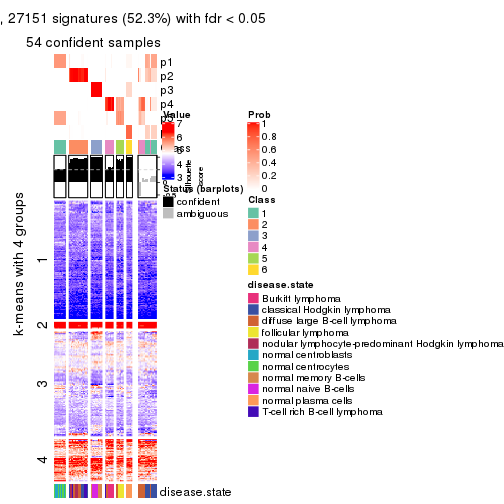 , 27151 signatures (52.3%) with fdr < 0.05
54 confident samples
p1
p2
p3
p4
k-means with 4 groups
1
2
3
4
Value
7
6
4
3
Status (barplots)
confident
ambiguous
score
Prob
1
0.8
0.6
0.4
0.2
0
Class
1
2
3
4
5
6
disease.state
Burkitt lymphoma
classical Hodgkin lymphoma
diffuse large B-cell lymphoma
follicular lymphoma
nodular lymphocyte-predominant Hodgkin lymphoma
normal centroblasts
normal centrocytes
normal memory B-cells
normal naive B-cells
normal plasma cells
T-cell rich B-cell lymphoma
disease.state